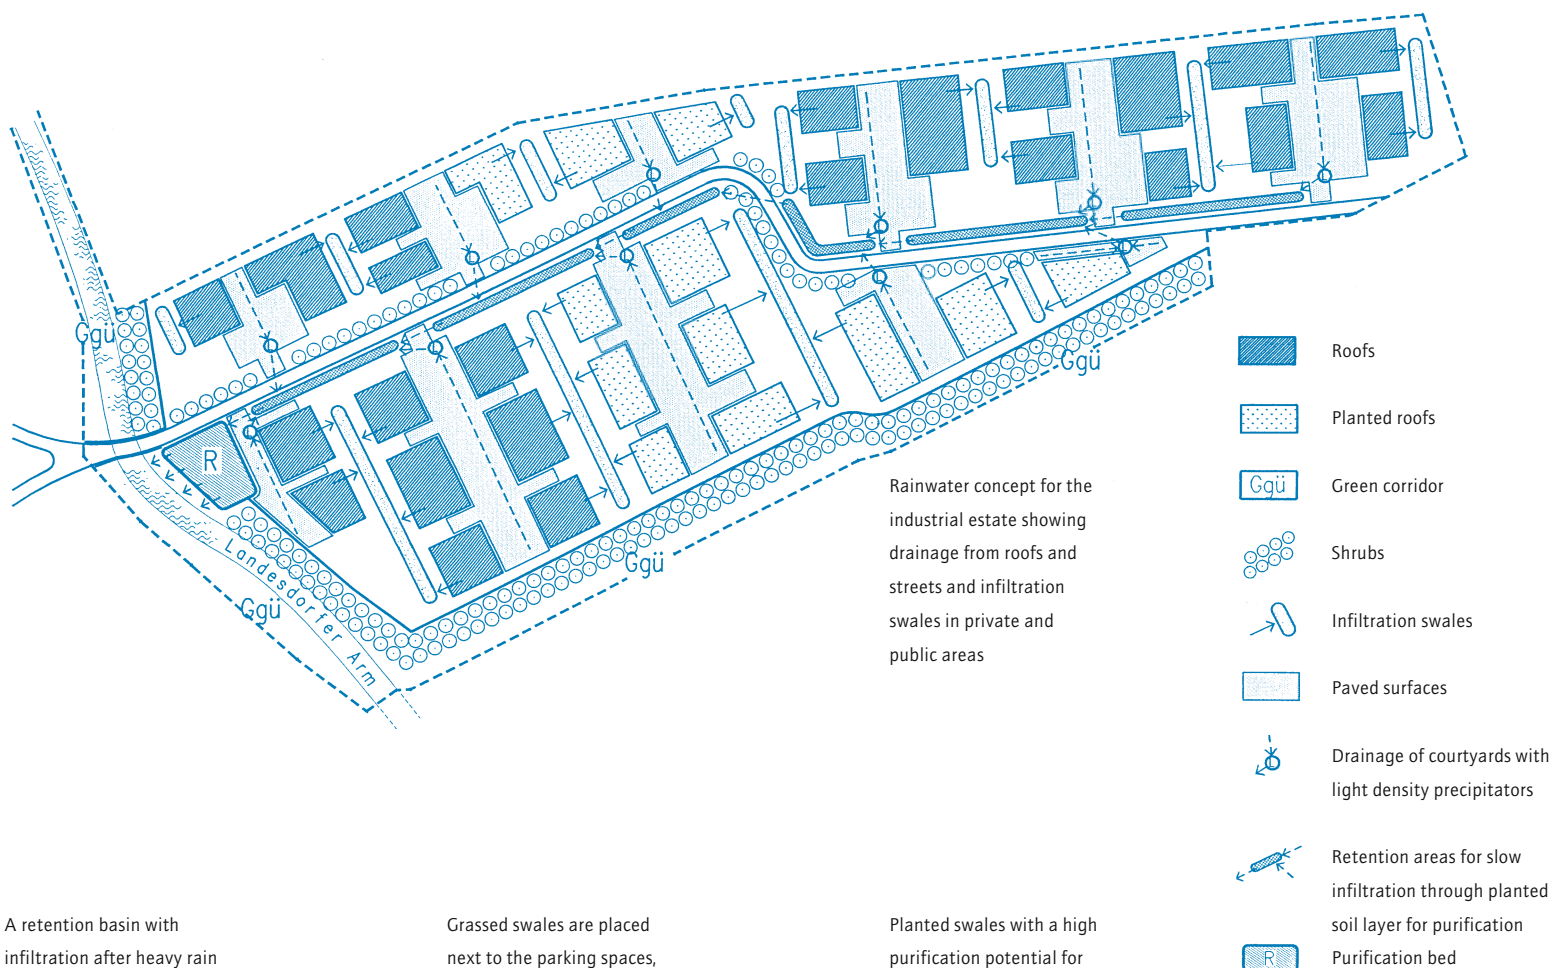 Ggü
R
Landesdorfer Arm
Ggü
Ggü
Ggü
Rainwater concept for the
industrial estate showing
drainage from roofs and
streets and infiltration
swales in private and
public areas
Roofs
Planted roofs
Ggü
Green corridor
Shrubs
Infiltration swales
Paved surfaces
Drainage of courtyards with
light density precipitators
Retention areas for slow
infiltration through planted
soil layer for purification
R
Purification bed
A retention basin with
infiltration after heavy rain
Grassed swales are placed
next to the parking spaces,
Planted swales with a high
purification potential for